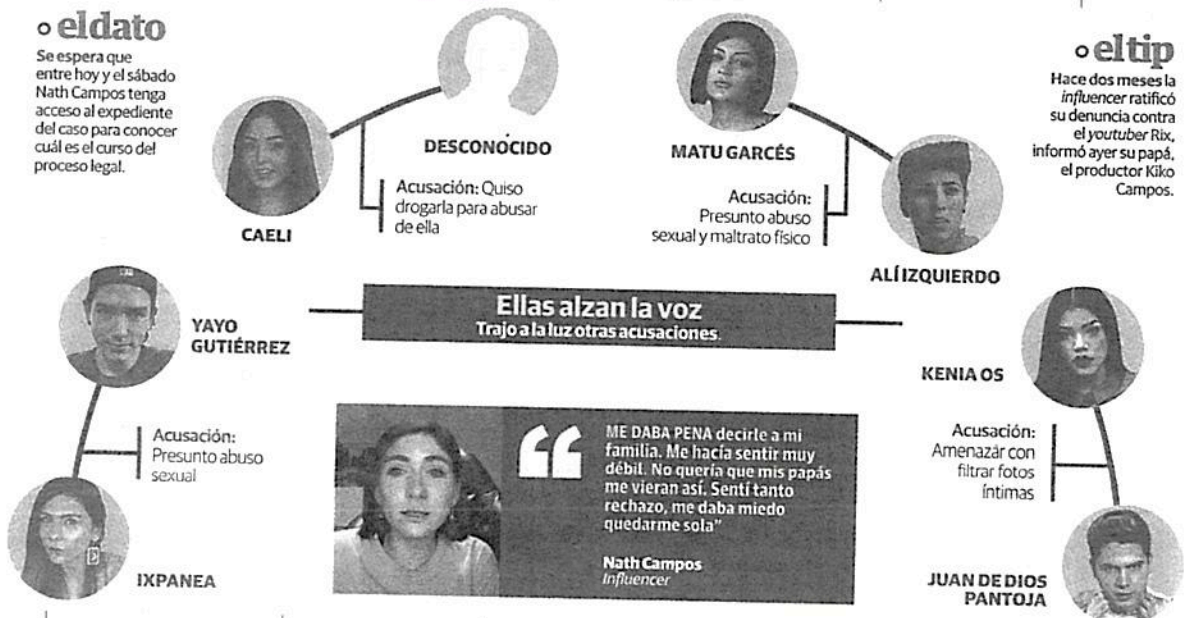 el dato
Se espera que
entre hoy y el sábado
Nath Campos tenga
acceso al expediente
del caso para conocer
cuál es el curso del
proceso legal.
CAELI
DESCONOCIDO
Acusación: Quiso
drogarla para abusar
de ella
MATU GARCÉS
Acusación:
Presunto abuso
sexual y maltrato físico
ALÍ IZQUIERDO
el tip
Hace dos meses la
influencer ratificó
su denuncia contra
el youtuber Rix,
informó ayer su papá,
el productor Kiko
Campos.
Ellas alzan la voz
Trajo a la luz otras acusaciones.
YAYO
GUTIÉRREZ
Acusación:
Presunto abuso
sexual
IXPANEA
“
ME DABA PENA decirle a mi
familia. Me hacía sentir muy
débil. No quería que mis papás
me vieran así. Sentí tanto
rechazo, me daba miedo
quedarme sola”
Nath Campos
Influencer
KENIA OS
Acusación:
Amenazar con
filtrar fotos
íntimas
JUAN DE DIOS
PANTOJA